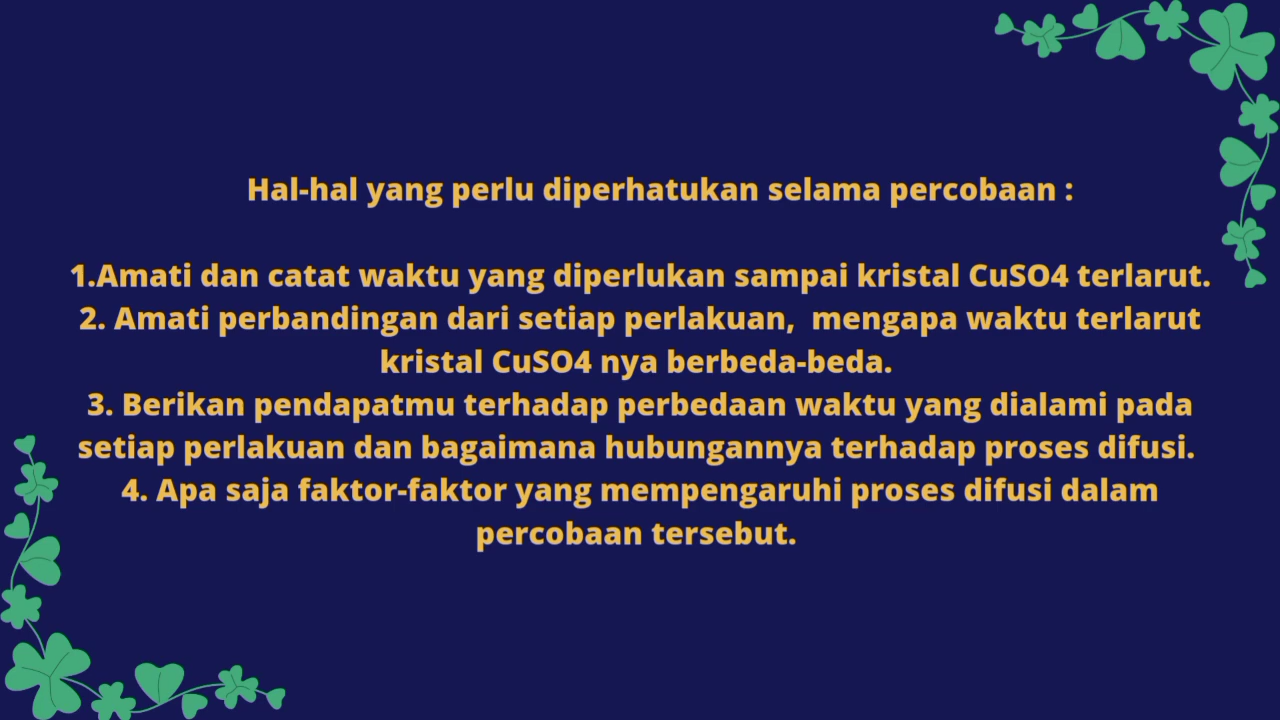 Hal-hal yang perlu diperhatukan selama percobaan :
1.Amati dan catat waktu yang diperlukan sampai kristal CuSO4 terlarut.
2. Amati perbandingan dari setiap perlakuan,  mengapa waktu terlarut
kristal CuSO4 nya berbeda-beda.
3. Berikan pendapatmu terhadap perbedaan waktu yang dialami pada
setiap perlakuan dan bagaimana hubungannya terhadap proses difusi.
4. Apa saja faktor-faktor yang mempengaruhi proses difusi dalam
percobaan tersebut.